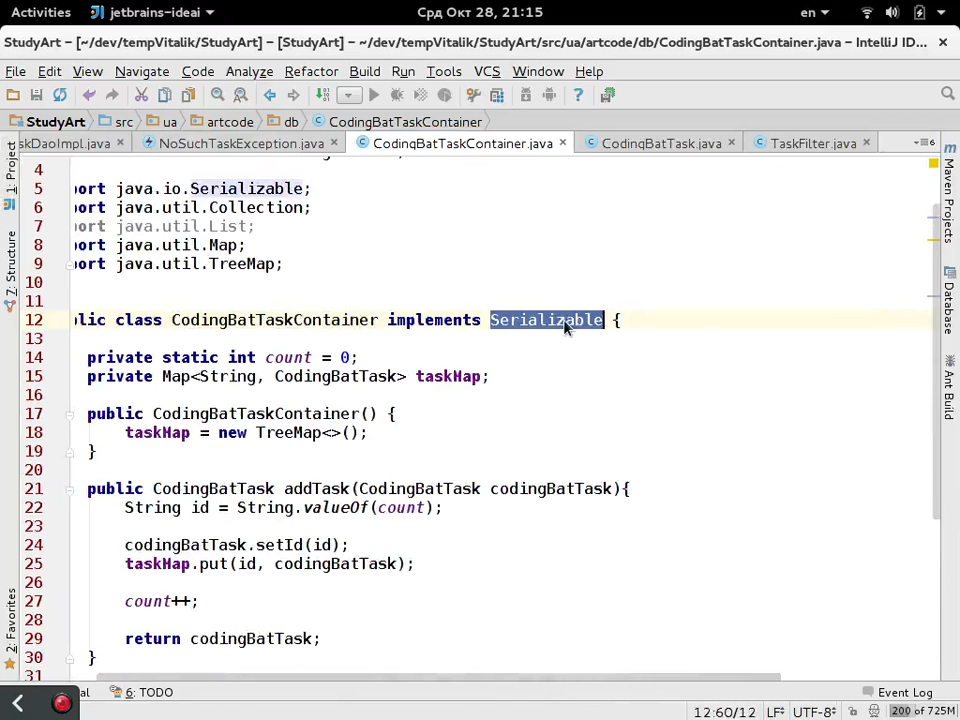 Activities jetbrains-ideai Срд Окт 28, 21:15 en
StudyArt – [~/dev/tempVitalik/StudyArt] – [StudyArt] – ~/dev/tempVitalik/StudyArt/src/ua/artcode/db/CodingBatTaskContainer.java – IntelliJ ID...
File Edit View Navigate Code Analyze Refactor Build Run Tools VCS Window Help
StudyArt src ua artcode db CodingBatTaskContainer
skDaoImpl.java NoSuchTaskException.java CodingBatTaskContainer.java CodingBatTask.java TaskFilter.java 6
1: Project
7: Structure
2: Favorites
Maven Projects
Database
Ant Build
4
5 port java.io.Serializable;
6 port java.util.Collection;
7 port java.util.List;
8 port java.util.Map;
9 port java.util.TreeMap;
10
11
12 blic class CodingBatTaskContainer implements Serializable {
13
14 private static int count = 0;
15 private Map<String, CodingBatTask> taskMap;
16
17 public CodingBatTaskContainer() {
18 taskMap = new TreeMap<>();
19 }
20
21 public CodingBatTask addTask(CodingBatTask codingBatTask){
22 String id = String.valueOf(count);
23
24 codingBatTask.setId(id);
25 taskMap.put(id, codingBatTask);
26
27 count++;
28
29 return codingBatTask;
30 }
31
al 6: TODO Event Log
12:60/12 LF UTF-8 200 of 725M